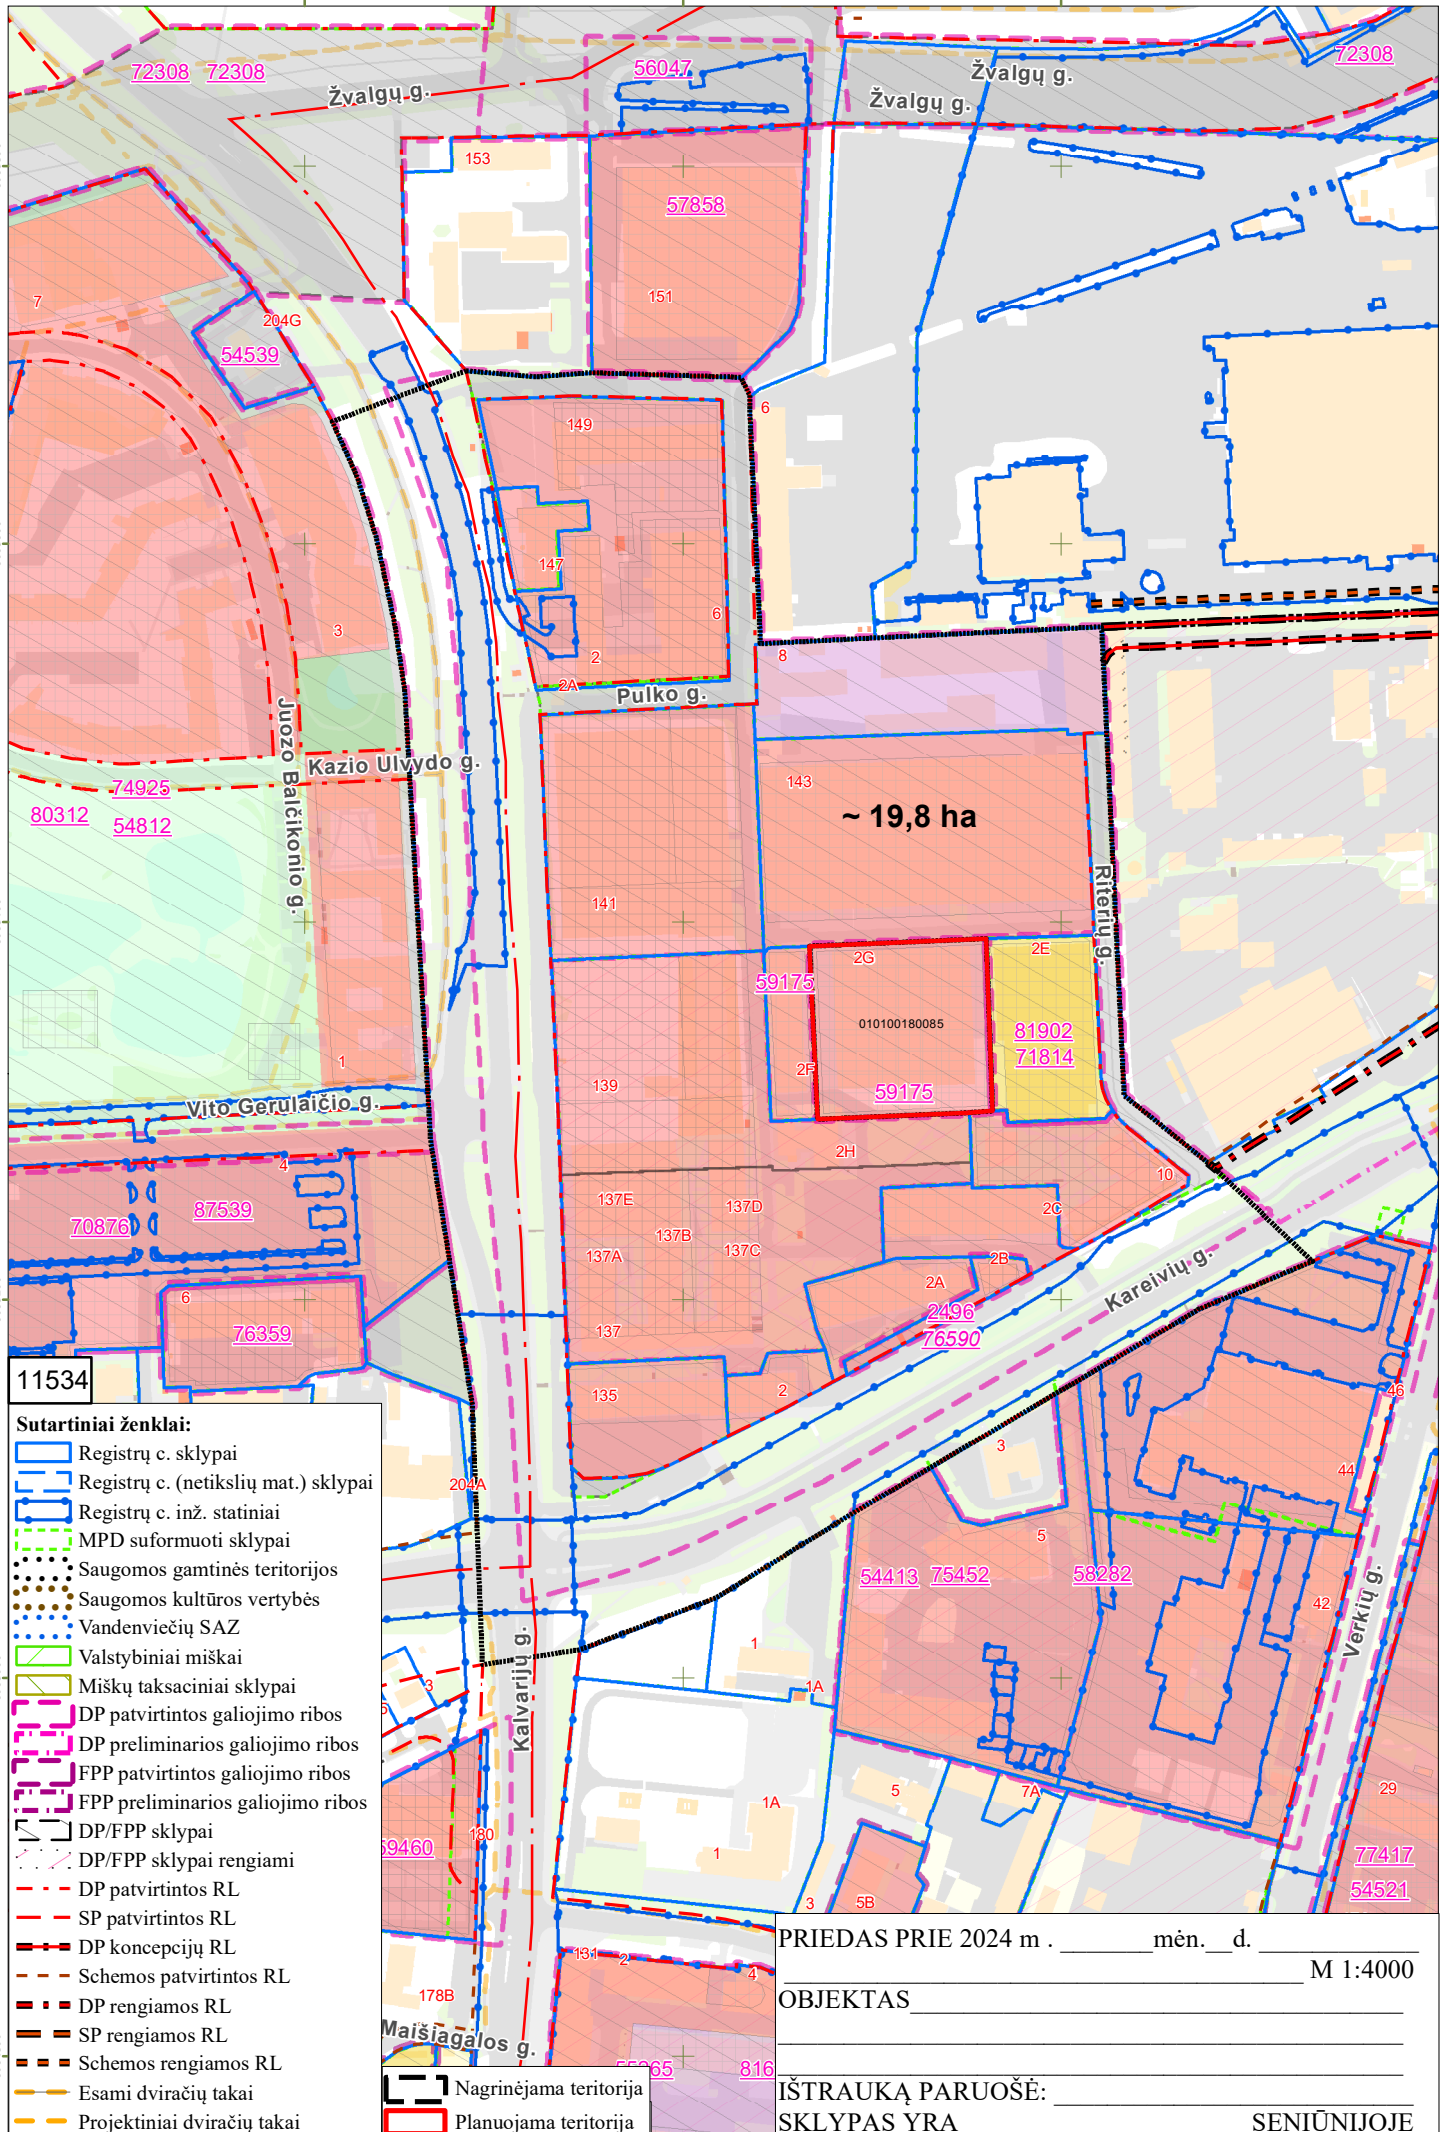 72308 72308
Žvalgų g.
56047
Žvalgų g.
Žvalgų g.
72308
153
57858
151
7
204G
54539
6
149
147
6
3
2
2A
Pulko g.
8
Juozo Balčikonio g.
Kazio Ulvydo g.
74925
80312
54812
143
~ 19,8 ha
141
Riterių g.
2G
2E
59175
010100180085
81902
71814
1
139
2F
59175
Vito Gerulaičio g.
4
2H
10
70876
87539
137E
137D
137B
137A
137C
2C
2B
2A
Kareivių g.
6
76359
137
2496
76590
135
2
11534
46
3
44
204A
5
54413 75452
58282
42
Verkių g.
Kalvarijų g.
1
1A
3
5
1A
5
7A
29
1
180
59460
77417
54521
3
5B
131
2
4
178B
Maišiagalos g.
816
Sutartiniai ženklai:
Registrų c. sklypai
Registrų c. (netikslių mat.) sklypai
Registrų c. inž. statiniai
MPD suformuoti sklypai
Saugomos gamtinės teritorijos
Saugomos kultūros vertybės
Vandenviečių SAZ
Valstybiniai miškai
Miškų taksaciniai sklypai
DP patvirtintos galiojimo ribos
DP preliminarios galiojimo ribos
FPP patvirtintos galiojimo ribos
FPP preliminarios galiojimo ribos
DP/FPP sklypai
DP/FPP sklypai rengiami
DP patvirtintos RL
SP patvirtintos RL
DP koncepcijų RL
Schemos patvirtintos RL
DP rengiamos RL
SP rengiamos RL
Schemos rengiamos RL
Esami dviračių takai
Projektiniai dviračių takai
Nagrinėjama teritorija
Planuojama teritorija
PRIEDAS PRIE 2024 m . _______mėn.__d. ____________
_______________________________________ M 1:4000
OBJEKTAS_____________________________________
_______________________________________________
_______________________________________________
IŠTRAUKĄ PARUOŠĖ: ___________________________
SKLYPAS YRA SENIŪNIJOJE